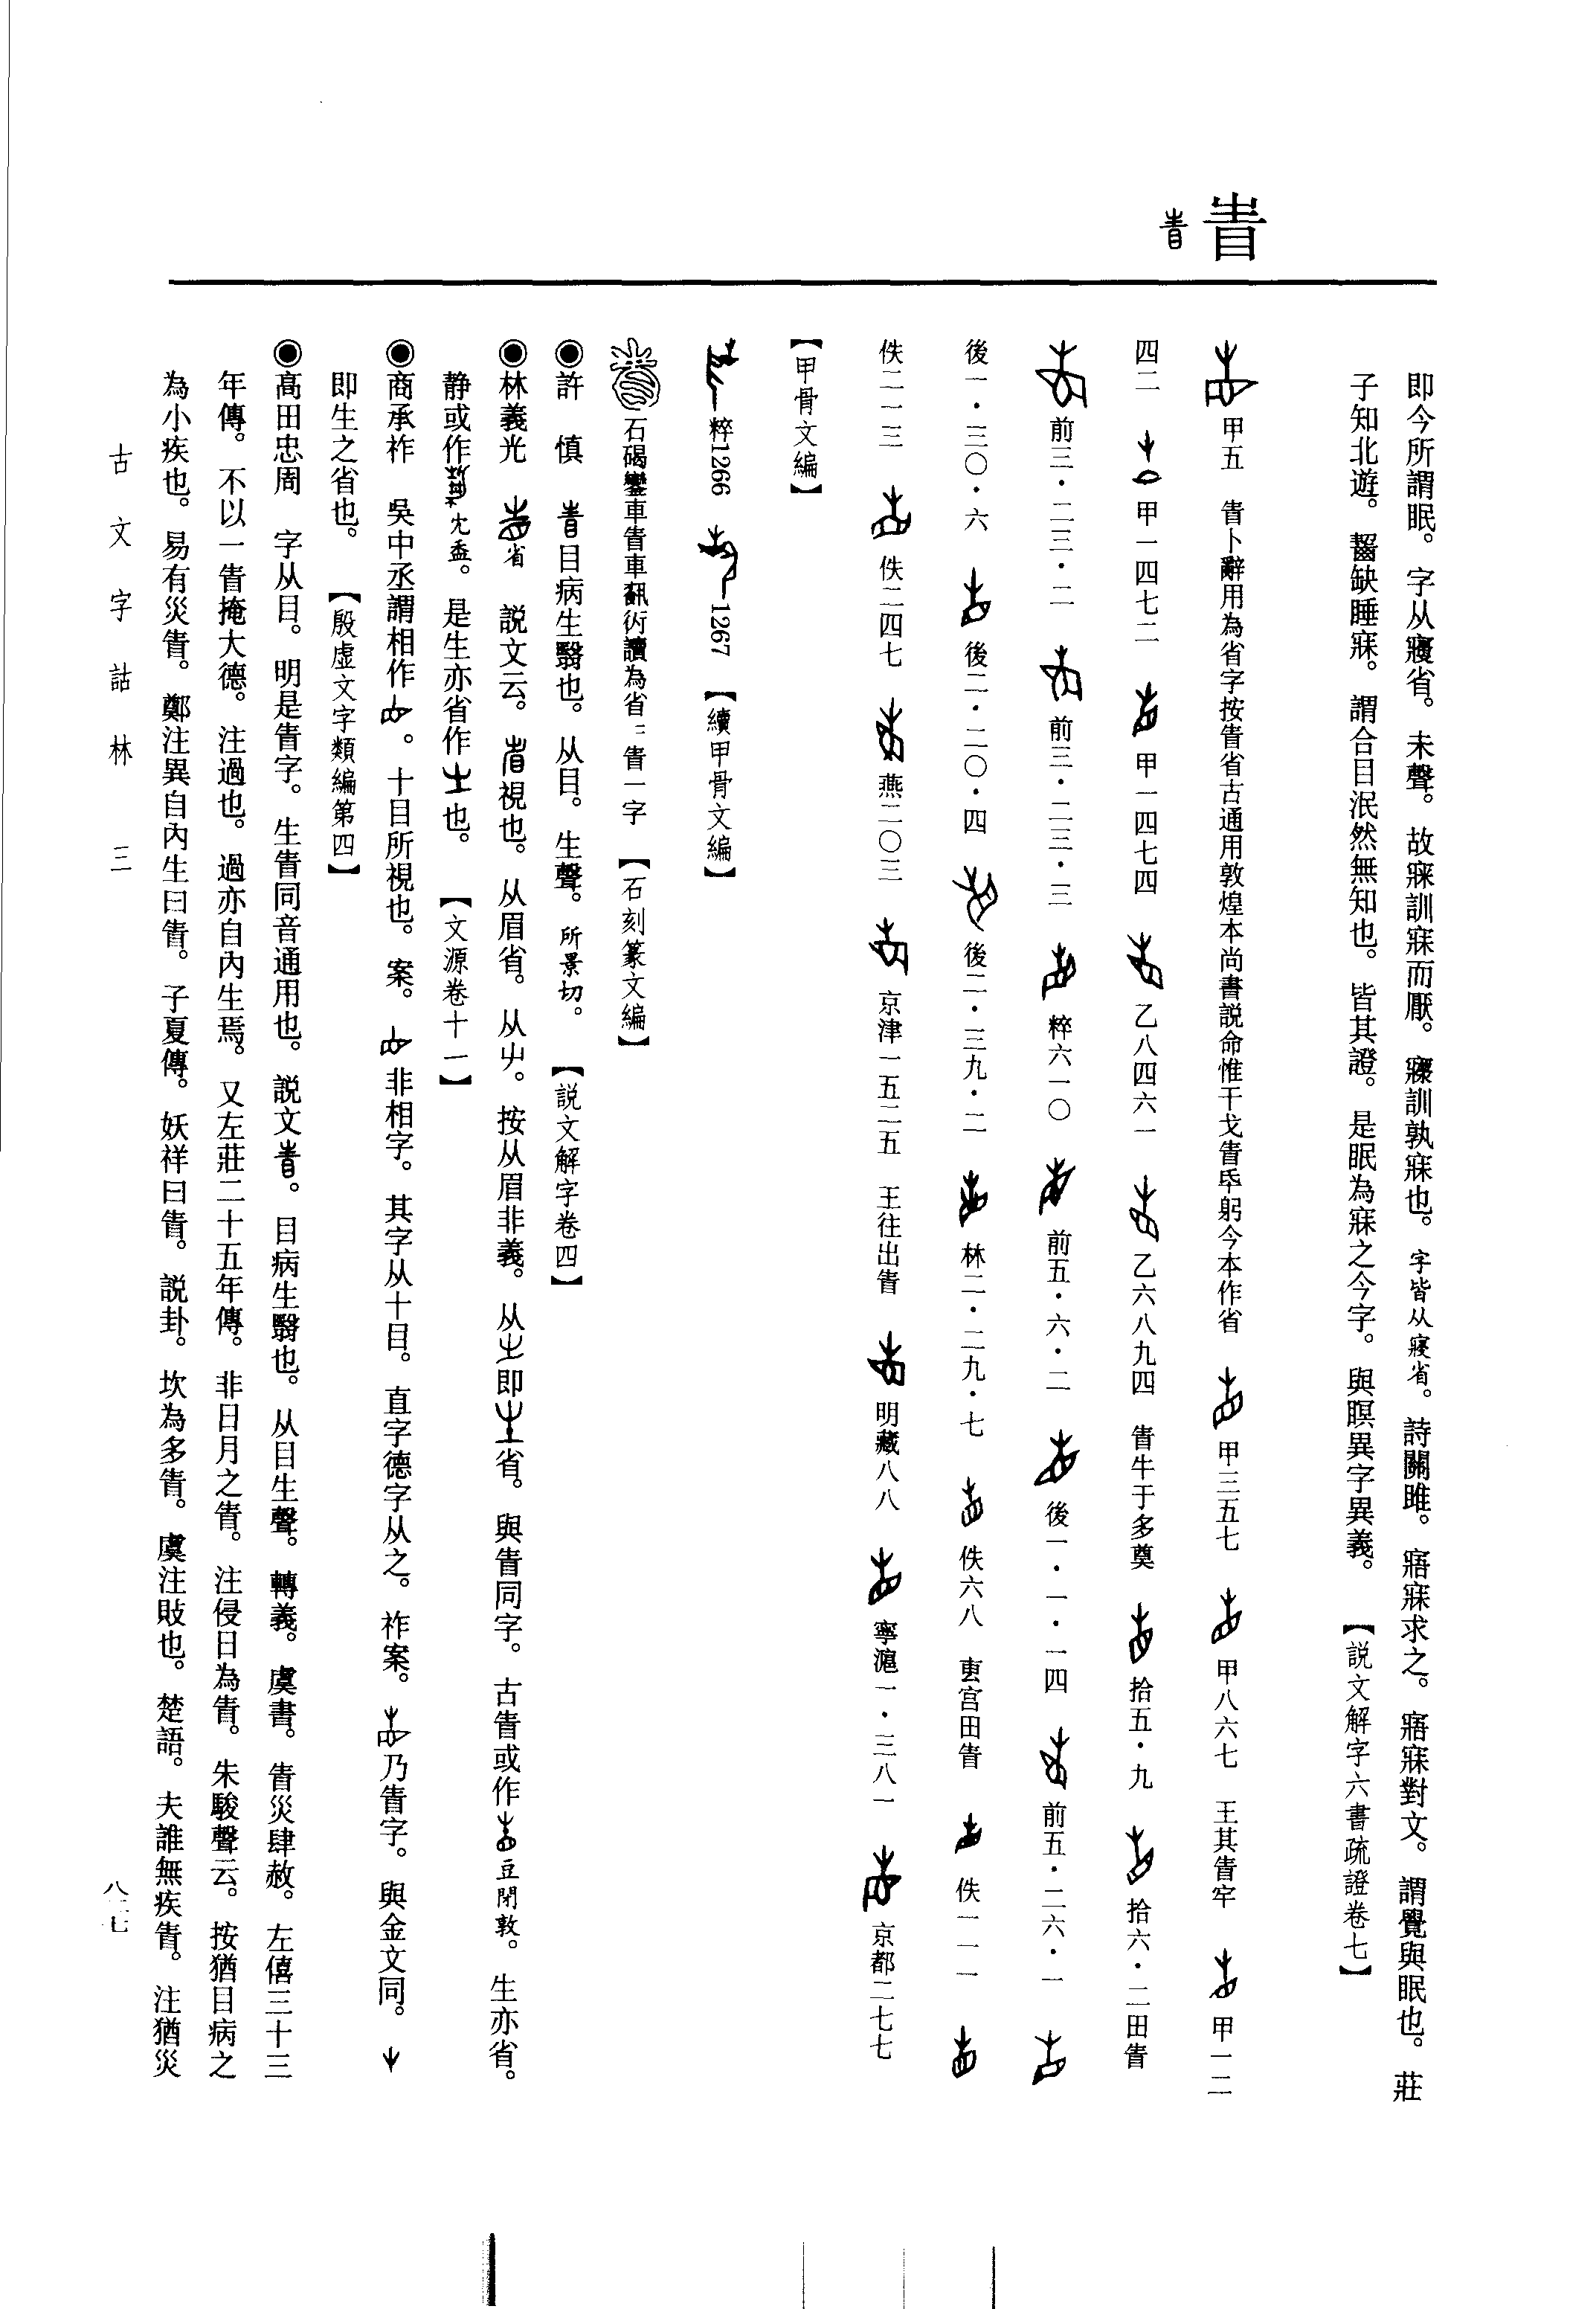 眚
即今所謂眠。字从㝱省。未聲。故寐訓寐而厭。㝱訓孰寐也。字皆从㝱省。詩關雎。寤寐求之。寤寐對文。謂覺與眠也。莊
子知北遊。齧缺睡寐。謂合目泯然無知也。皆其證。是眠為寐之今字。與瞑異字異義。【説文解字六書疏證卷七】
甲五 眚卜辭用為省字按眚省古通用敦煌本尚書説命惟干戈眚氒躬今本作省 甲三五七 甲八六七 王其眚牢 甲一二
四二 甲一四七二 甲一四七四 乙八四六一 乙六八九四 眚牛于多奠 拾五・九 拾六・二田眚
前三・二三・二 前三・二三・三 粹六一〇 前五・六・二 後一・一・一四 前五・二六・一
後一・三〇・六 後二・二〇・四 後二・三九・二 林二・二九・七 佚六八 叀宫田眚 佚一一一
佚二一三 佚二四七 燕二〇三 京津一五二五 王往出眚 明藏八八 寧滬一・三八一 京都二七七
【甲骨文編】
粹1266 1267 【續甲骨文編】
石碣鑾車眚車䡈㣔讀為省 眚一字 【石刻篆文編】
◉許 慎 目病生翳也。从目。生聲。所景切。【説文解字卷四】
◉林義光 省 説文云。視也。从眉省。从屮。按从眉非義。从即省。與眚同字。古眚或作豆閉敦。生亦省。
静或作冘盉。是生亦省作也。【文源卷十一】
◉商承祚 吳中丞謂相作。十目所視也。案。非相字。其字从十目。直字德字从之。祚案。乃眚字。與金文同。
即生之省也。【殷虛文字類編第四】
◉高田忠周 字从目。明是眚字。生眚同音通用也。説文。目病生翳也。从目生聲。轉義。虞書。眚災肆赦。左僖三十三
年傳。不以一眚掩大德。注過也。過亦自內生焉。又左莊二十五年傳。非日月之眚。注侵日為眚。朱駿聲云。按猶目病之
為小疾也。易有災眚。鄭注異自內生曰眚。子夏傳。妖祥曰眚。説卦。坎為多眚。虞注敗也。楚語。夫誰無疾眚。注猶災
古文字詁林 三